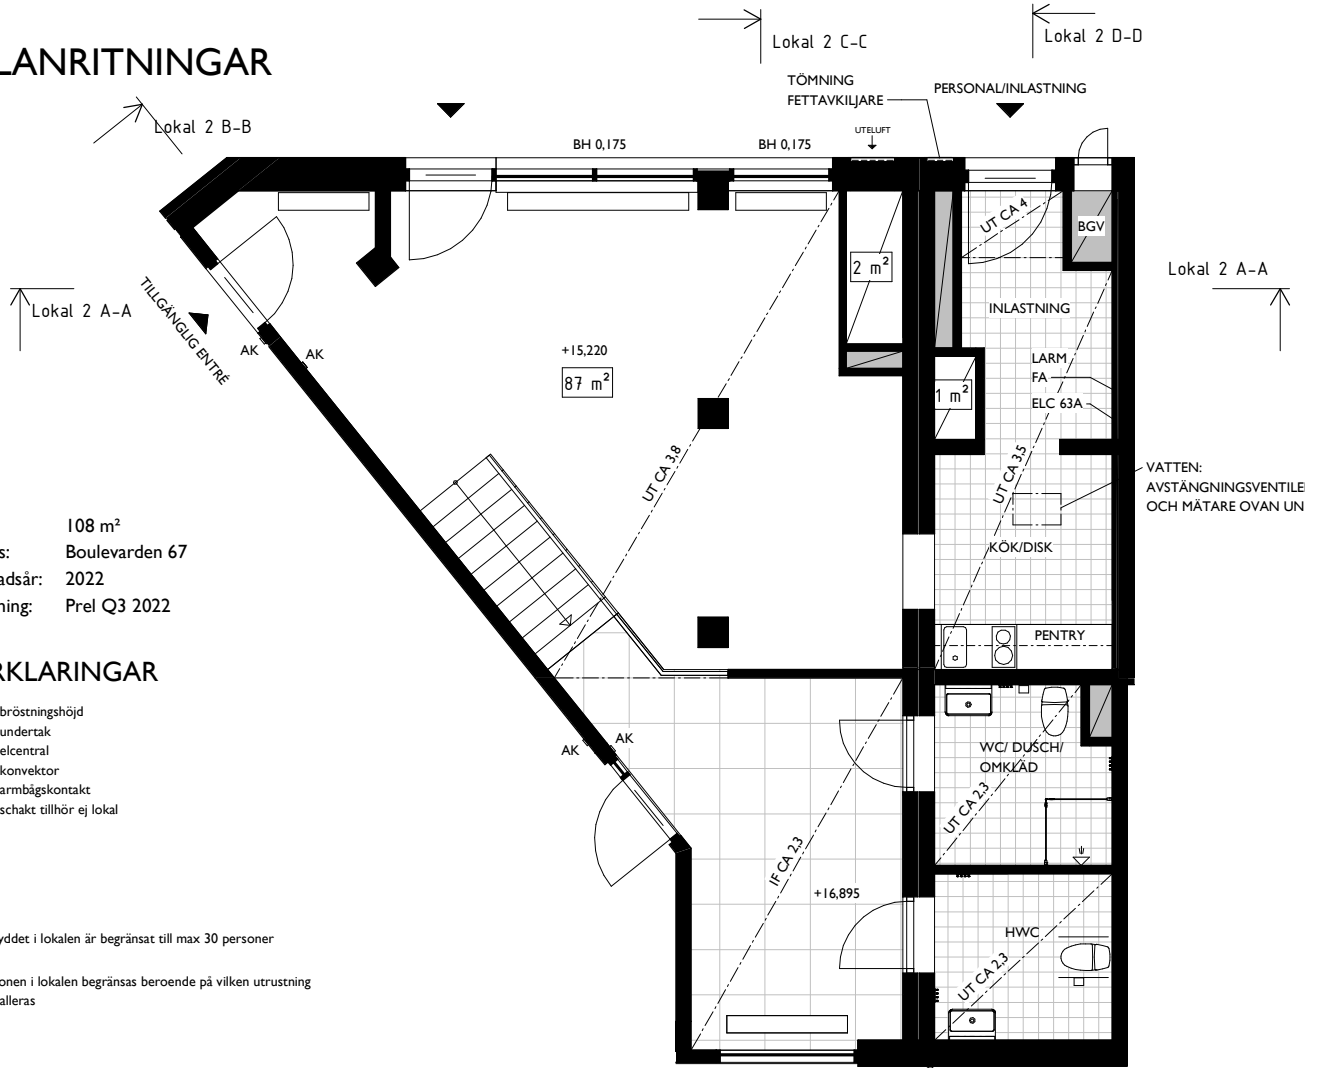 Lokal 2 C-C
Lokal 2 D-D
LANRITNINGAR
TÖMNING
FETTAVKILJARE
PERSONAL/INLASTNING
Lokal 2 B-B
UTELUFT
BH 0,175
BH 0,175
UT CA 4
BGV
2 m²
Lokal 2 A-A
Lokal 2 A-A
TILLGÄNGLIG ENTRÉ
INLASTNING
AK
AK
+15,220
87 m²
LARM
FA
ELC 63A
1 m²
UT CA 3,8
UT CA 3,5
VATTEN:
AVSTÄNGNINGSVENTILE
OCH MÄTARE OVAN UN
108 m²
s: Boulevarden 67
adsår: 2022
ning: Prel Q3 2022
KÖK/DISK
PENTRY
RKLARINGAR
bröstningshöjd
undertak
elcentral
konvektor
armbågskontakt
schakt tillhör ej lokal
AK
AK
WC/ DUSCH/
OMKLÄD
UT CA 2,3
IF CA 2,3
+16,895
HWC
UT CA 2,3
yddet i lokalen är begränsat till max 30 personer
onen i lokalen begränsas beroende på vilken utrustning
alleras